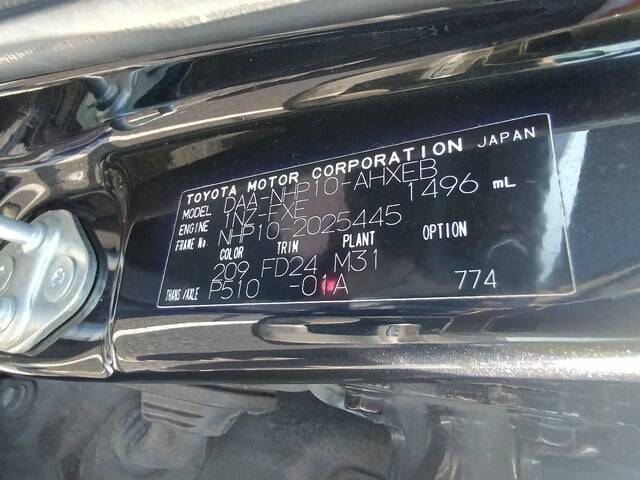 TOYOTA MOTOR CORPORATION JAPAN
MODEL DAA-NHP10-AHXEB
ENGINE 1NZ-FXE 1496 mL
FRAME No. NHP10-2025445
COLOR TRIM PLANT OPTION
209 FD24 M31
TRANS/AXLE P510 -01A 774